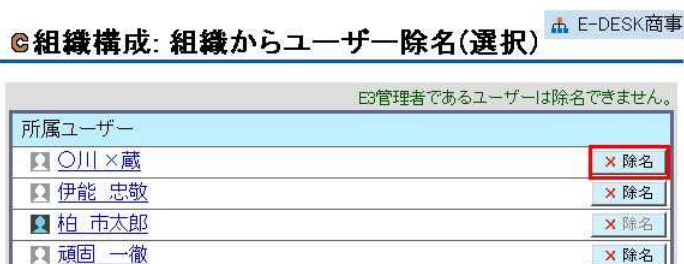 組織構成: 組織からユーザー除名(選択)
E-DESK商事
E3管理者であるユーザーは除名できません。
所属ユーザー
〇川 ×蔵 × 除名
伊能 忠敬 × 除名
柏 市太郎 × 除名
頑固 一徹 × 除名